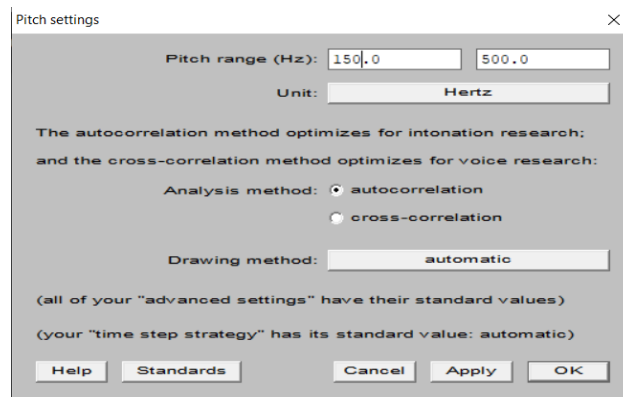 Pitch settings
Pitch range (Hz): 150.0 500.0
Unit: Hertz
The autocorrelation method optimizes for intonation research;
and the cross-correlation method optimizes for voice research:
Analysis method: autocorrelation
cross-correlation
Drawing method: automatic
(all of your "advanced settings" have their standard values)
(your "time step strategy" has its standard value: automatic)
Help Standards Cancel Apply OK